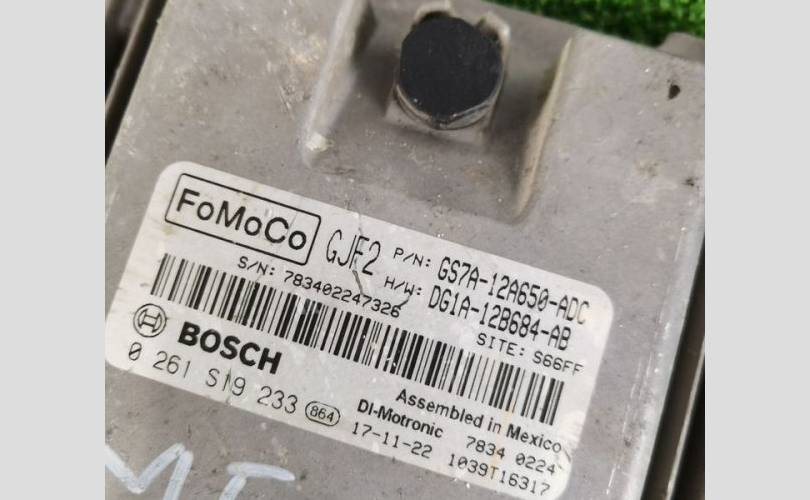 FoMoCo GJF2 P/N: GS7A-12A650-ADC
H/W: DG1A-12B684-AB
S/N: 783402247326
SITE: S66FF
BOSCH
0 261 S19 233 864
Assembled in Mexico
DI-Motronic 7834 0224
17-11-22 1039T16317